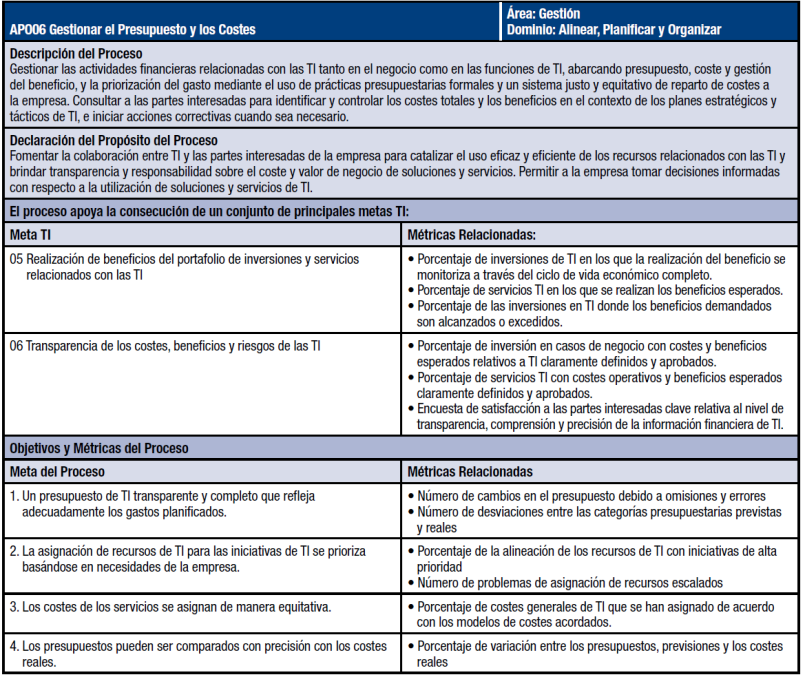 APO06 Gestionar el Presupuesto y los Costes
Área: Gestión
Dominio: Alinear, Planificar y Organizar
Descripción del Proceso
Gestionar las actividades financieras relacionadas con las TI tanto en el negocio como en las funciones de TI, abarcando presupuesto, coste y gestión
del beneficio, y la priorización del gasto mediante el uso de prácticas presupuestarias formales y un sistema justo y equitativo de reparto de costes a
la empresa. Consultar a las partes interesadas para identificar y controlar los costes totales y los beneficios en el contexto de los planes estratégicos y
tácticos de TI, e iniciar acciones correctivas cuando sea necesario.
Declaración del Propósito del Proceso
Fomentar la colaboración entre TI y las partes interesadas de la empresa para catalizar el uso eficaz y eficiente de los recursos relacionados con las TI y
brindar transparencia y responsabilidad sobre el coste y valor de negocio de soluciones y servicios. Permitir a la empresa tomar decisiones informadas
con respecto a la utilización de soluciones y servicios de TI.
El proceso apoya la consecución de un conjunto de principales metas TI:
Meta TI
Métricas Relacionadas:
05 Realización de beneficios del portafolio de inversiones y servicios
relacionados con las TI
• Porcentaje de inversiones de TI en los que la realización del beneficio se
monitoriza a través del ciclo de vida económico completo.
• Porcentaje de servicios TI en los que se realizan los beneficios esperados.
• Porcentaje de las inversiones en TI donde los beneficios demandados
son alcanzados o excedidos.
06 Transparencia de los costes, beneficios y riesgos de las TI
• Porcentaje de inversión en casos de negocio con costes y beneficios
esperados relativos a TI claramente definidos y aprobados.
• Porcentaje de servicios TI con costes operativos y beneficios esperados
claramente definidos y aprobados.
• Encuesta de satisfacción a las partes interesadas clave relativa al nivel de
transparencia, comprensión y precisión de la información financiera de TI.
Objetivos y Métricas del Proceso
Meta del Proceso
Métricas Relacionadas
1. Un presupuesto de TI transparente y completo que refleja
adecuadamente los gastos planificados.
• Número de cambios en el presupuesto debido a omisiones y errores
• Número de desviaciones entre las categorías presupuestarias previstas
y reales
2. La asignación de recursos de TI para las iniciativas de TI se prioriza
basándose en necesidades de la empresa.
• Porcentaje de la alineación de los recursos de TI con iniciativas de alta
prioridad
• Número de problemas de asignación de recursos escalados
3. Los costes de los servicios se asignan de manera equitativa.
• Porcentaje de costes generales de TI que se han asignado de acuerdo
con los modelos de costes acordados.
4. Los presupuestos pueden ser comparados con precisión con los costes
reales.
• Porcentaje de variación entre los presupuestos, previsiones y los costes
reales